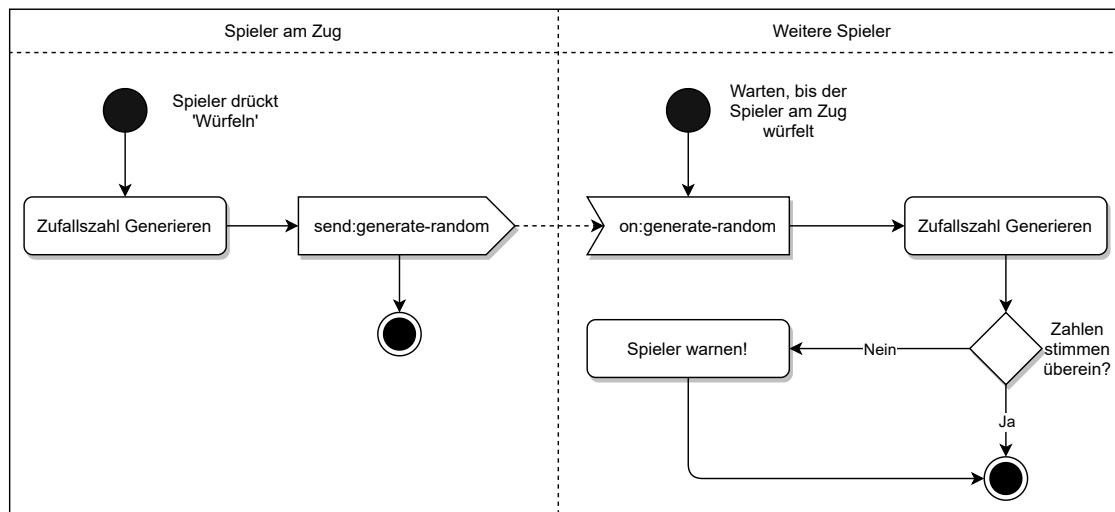 Spieler am Zug
Weitere Spieler
Spieler drückt
'Würfeln'
Warten, bis der
Spieler am Zug
würfelt
Zufallszahl Generieren
send:generate-random
on:generate-random
Zufallszahl Generieren
Spieler warnen!
Nein
Zahlen
stimmen
überein?
Ja